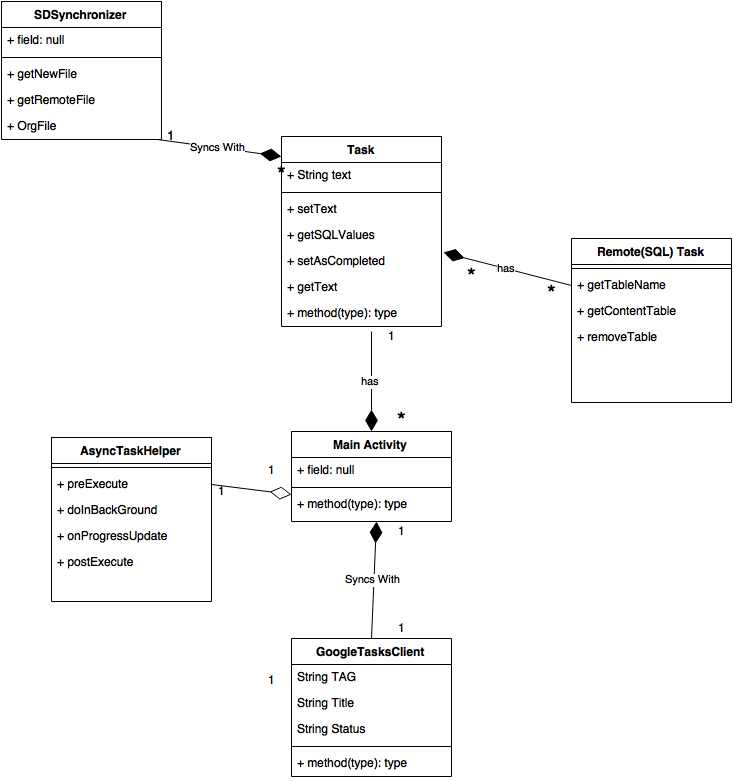 SDSynchronizer
+ field: null
+ getNewFile
+ getRemoteFile
+ OrgFile
1
Syncs With
*
Task
+ String text
+ setText
+ getSQLValues
+ setAsCompleted
+ getText
+ method(type): type
*
has
*
Remote(SQL) Task
+ getTableName
+ getContentTable
+ removeTable
1
has
*
Main Activity
+ field: null
+ method(type): type
AsyncTaskHelper
+ preExecute
+ doInBackGround
+ onProgressUpdate
+ postExecute
1
1
1
Syncs With
1
1
GoogleTasksClient
String TAG
String Title
String Status
+ method(type): type